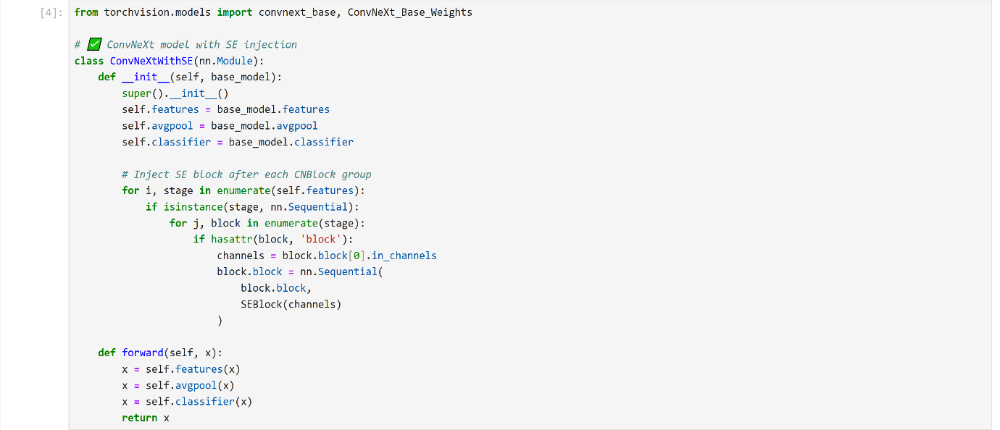 [4]: from torchvision.models import convnext_base, ConvNeXt_Base_Weights
# ✅ ConvNeXt model with SE injection
class ConvNeXtWithSE(nn.Module):
    def __init__(self, base_model):
        super().__init__()
        self.features = base_model.features
        self.avgpool = base_model.avgpool
        self.classifier = base_model.classifier
        # Inject SE block after each CNBlock group
        for i, stage in enumerate(self.features):
            if isinstance(stage, nn.Sequential):
                for j, block in enumerate(stage):
                    if hasattr(block, 'block'):
                        channels = block.block[0].in_channels
                        block.block = nn.Sequential(
                            block.block,
                            SEBlock(channels)
                        )
    def forward(self, x):
        x = self.features(x)
        x = self.avgpool(x)
        x = self.classifier(x)
        return x